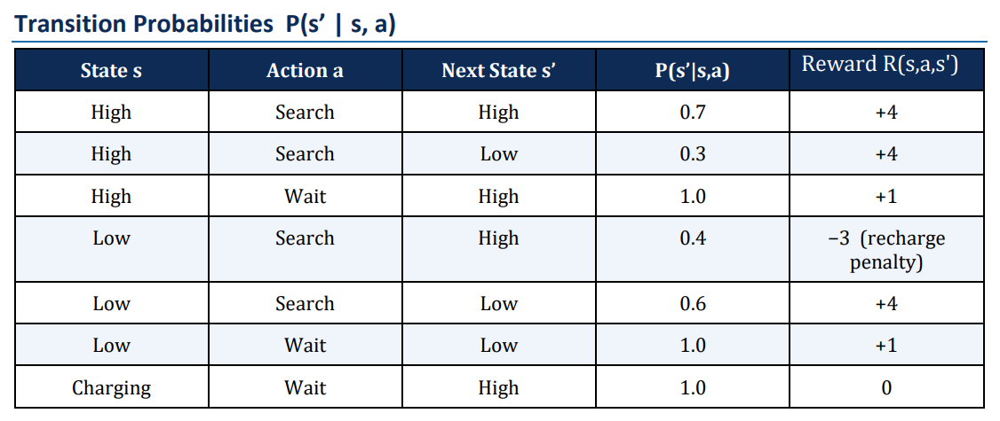 Transition Probabilities P(s’ | s, a)
State s Action a Next State s’ P(s’|s,a) Reward R(s,a,s')
High Search High 0.7 +4
High Search Low 0.3 +4
High Wait High 1.0 +1
Low Search High 0.4 −3 (recharge
penalty)
Low Search Low 0.6 +4
Low Wait Low 1.0 +1
Charging Wait High 1.0 0